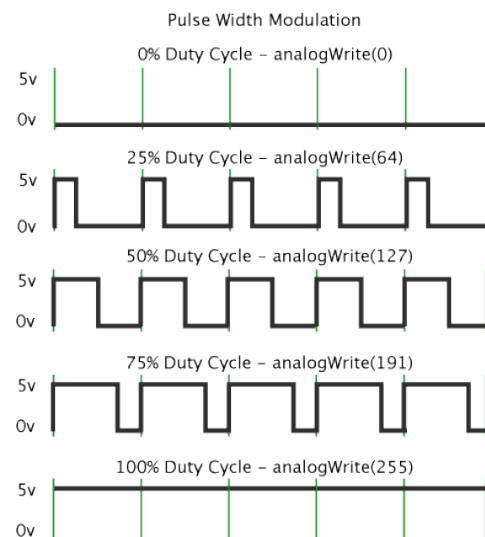 Pulse Width Modulation
0% Duty Cycle – analogWrite(0)
5v
0v
25% Duty Cycle – analogWrite(64)
5v
0v
50% Duty Cycle – analogWrite(127)
5v
0v
75% Duty Cycle – analogWrite(191)
5v
0v
100% Duty Cycle – analogWrite(255)
5v
0v